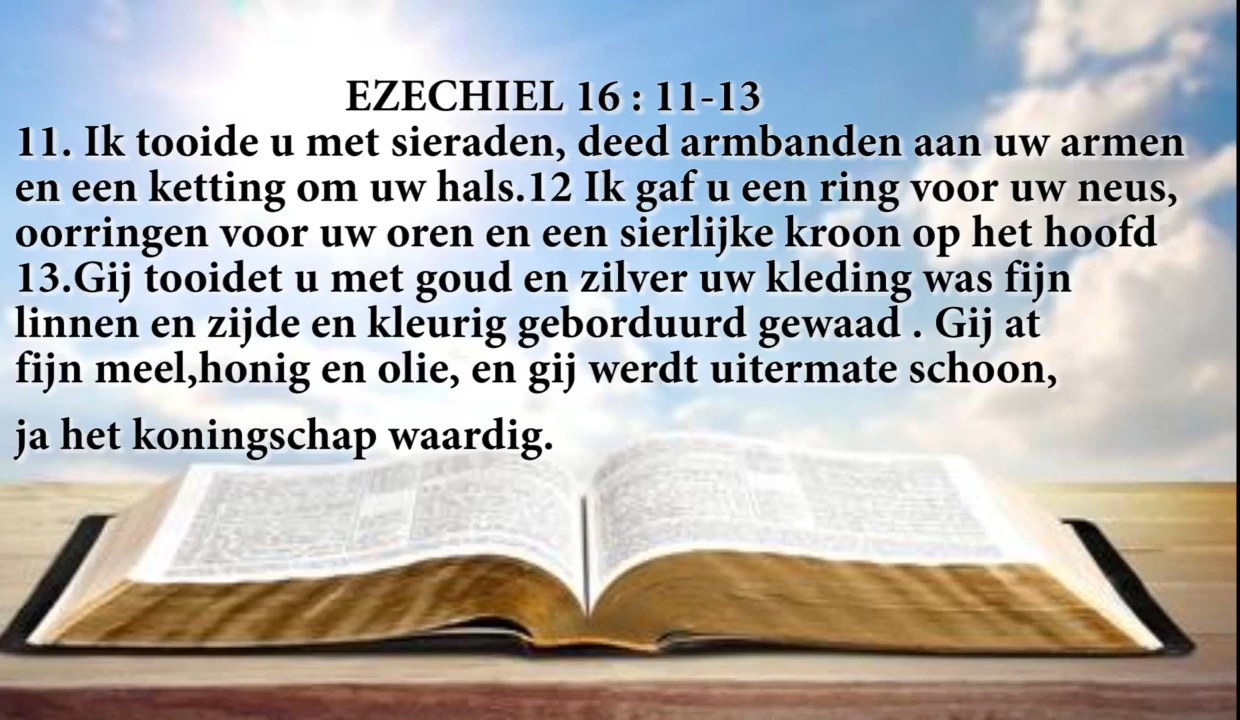 EZECHIEL 16 : 11-13
11. Ik tooide u met sieraden, deed armbanden aan uw armen
en een ketting om uw hals.12 Ik gaf u een ring voor uw neus,
oorringen voor uw oren en een sierlijke kroon op het hoofd
13.Gij tooidet u met goud en zilver uw kleding was fijn
linnen en zijde en kleurig geborduurd gewaad . Gij at
fijn meel,honig en olie, en gij werdt uitermate schoon,
ja het koningschap waardig.